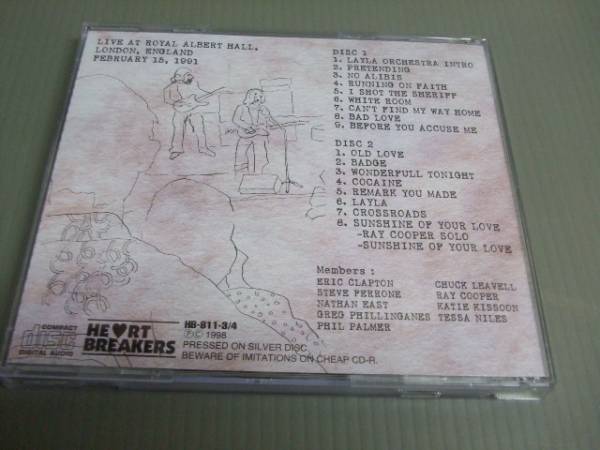 LIVE AT ROYAL ALBERT HALL,
LONDON, ENGLAND
FEBRUARY 15, 1991
DISC 1
1. LAYLA ORCHESTRA INTRO
2. PRETENDING
3. NO ALIBIS
4. RUNNING ON FAITH
5. I SHOT THE SHERIFF
6. WHITE ROOM
7. CAN'T FIND MY WAY HOME
8. BAD LOVE
9. BEFORE YOU ACCUSE ME
DISC 2
1. OLD LOVE
2. BADGE
3. WONDERFULL TONIGHT
4. COCAINE
5. REMARK YOU MADE
6. LAYLA
7. CROSSROADS
8. SUNSHINE OF YOUR LOVE
-RAY COOPER SOLO
-SUNSHINE OF YOUR LOVE
Members :
ERIC CLAPTON
STEVE FERRONE
NATHAN EAST
GREG PHILLINGANES
PHIL PALMER
CHUCK LEAVELL
RAY COOPER
KATIE KISSOON
TESSA NILES
COMPACT
disc
DIGITAL AUDIO
HE♥RT
BREAKERS
HB-811-3/4
Ⓟ© 1998
PRESSED ON SILVER DISC
BEWARE OF IMITATIONS ON CHEAP CD-R.